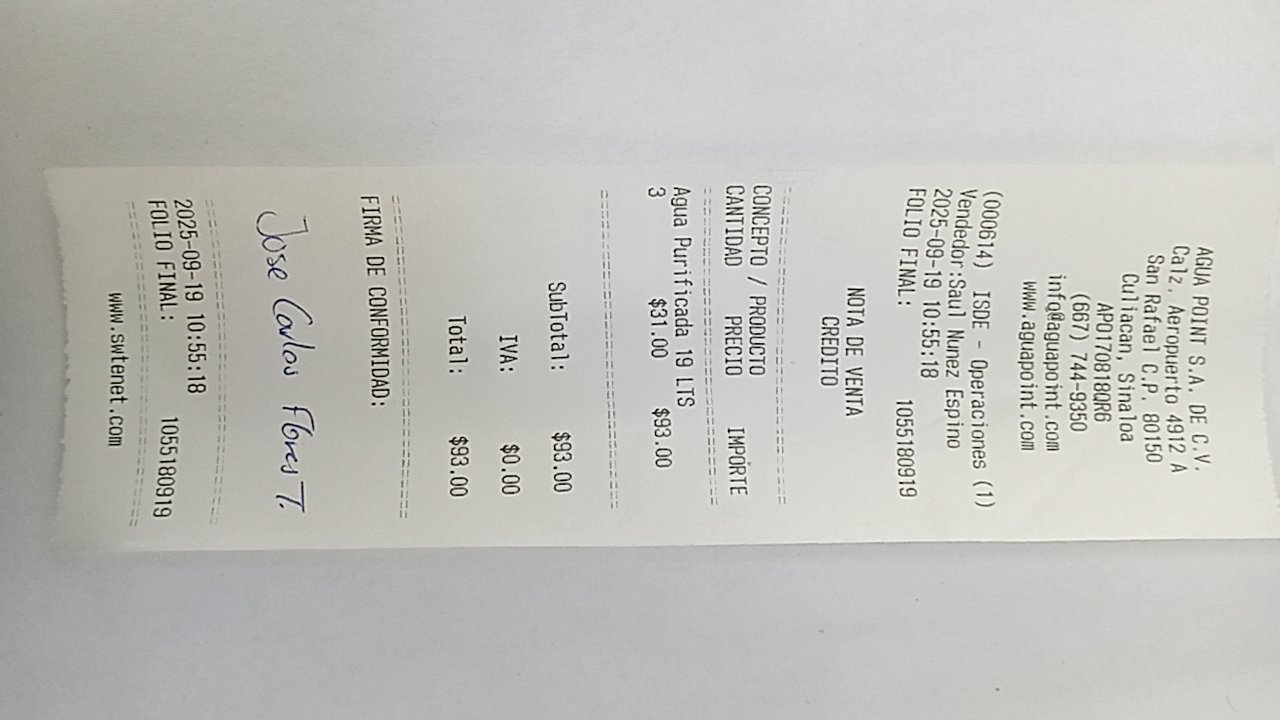 AGUA POINT S.A. DE C.V.
Calz. Aeropuerto 4912 A
San Rafael C.P. 80150
Culiacan, Sinaloa
APO170818QR6
(667) 744-9350
info@aguapoint.com
www.aguapoint.com
(000614) ISDE - Operaciones (1)
Vendedor:Saul Nunez Espino
2025-09-19 10:55:18
FOLIO FINAL: 1055180919
NOTA DE VENTA
CREDITO
CONCEPTO / PRODUCTO
CANTIDAD PRECIO IMPORTE
Agua Purificada 19 LTS
3 $31.00 $93.00
SubTotal: $93.00
IVA: $0.00
Total: $93.00
FIRMA DE CONFORMIDAD:
Jose Carlos Flores T.
2025-09-19 10:55:18
FOLIO FINAL: 1055180919
www.swtenet.com